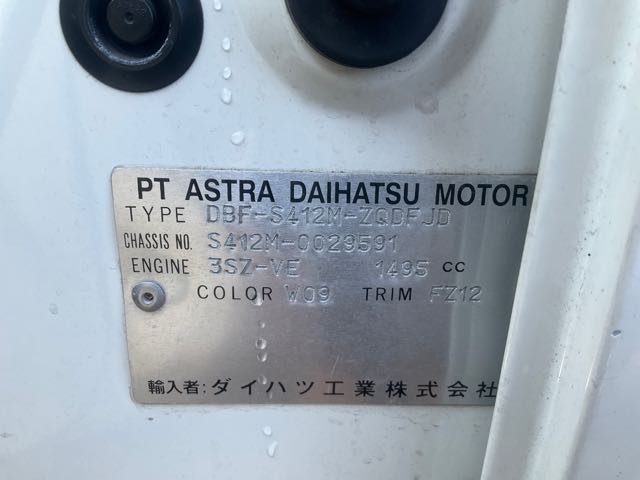 PT ASTRA DAIHATSU MOTOR
TYPE DBF-S412M-ZQDFJD
CHASSIS NO. S412M-0029591
ENGINE 3SZ-VE 1495 CC
COLOR W09 TRIM FZ12
輸入者:ダイハツ工業株式会社